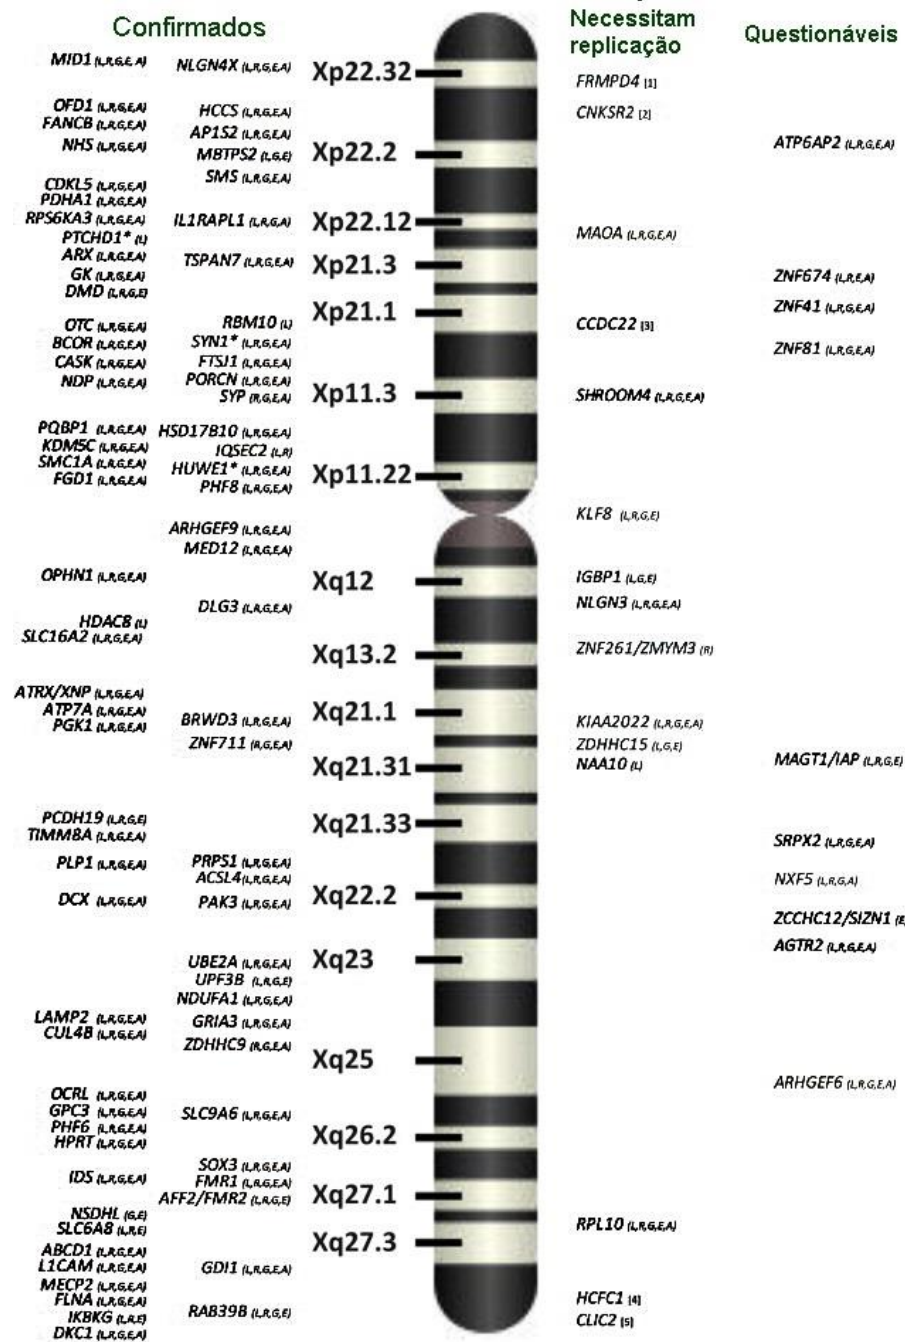 Confirmados
Necessitam
replicação
Questionáveis
MID1 (L,R,G,E,A)
OFD1 (L,R,G,E,A)
FANCB (L,R,G,E,A)
NHS (L,R,G,E,A)
CDKL5 (L,R,G,E,A)
PDHA1 (L,R,G,E,A)
RPS6KA3 (L,R,G,E,A)
PTCHD1* (L)
ARX (L,R,G,E,A)
GK (L,R,G,E,A)
DMD (L,R,G,E)
OTC (L,R,G,E,A)
BCOR (L,R,G,E,A)
CASK (L,R,G,E,A)
NDP (L,R,G,E,A)
PQBP1 (L,R,G,E,A)
KDM5C (L,R,G,E,A)
SMC1A (L,R,G,E,A)
FGD1 (L,R,G,E,A)
OPHN1 (L,R,G,E,A)
HDAC8 (L)
SLC16A2 (L,R,G,E,A)
ATRX/XNP (L,R,G,E,A)
ATP7A (L,R,G,E,A)
PGK1 (L,R,G,E,A)
PCDH19 (L,R,G,E)
TIMM8A (L,R,G,E,A)
PLP1 (L,R,G,E,A)
DCX (L,R,G,E,A)
LAMP2 (L,R,G,E,A)
CUL4B (L,R,G,E,A)
OCRL (L,R,G,E,A)
GPC3 (L,R,G,E,A)
PHF6 (L,R,G,E,A)
HPRT (L,R,G,E,A)
IDS (L,R,G,E,A)
NSDHL (G,E)
SLC6A8 (L,R,E)
ABCD1 (L,R,G,E,A)
L1CAM (L,R,G,E,A)
MECP2 (L,R,G,E,A)
FLNA (L,R,G,E,A)
IKBKG (L,R,E)
DKC1 (L,R,G,E,A)
NLGN4X (L,R,G,E,A)
HCCS (L,R,G,E,A)
AP1S2 (L,R,G,E,A)
MBTPS2 (L,G,E)
SMS (L,R,G,E,A)
IL1RAPL1 (L,R,G,A)
TSPAN7 (L,R,G,E,A)
RBM10 (L)
SYN1* (L,R,G,E,A)
FTSJ1 (L,R,G,E,A)
PORCN (L,R,G,E,A)
SYP (R,G,E,A)
HSD17B10 (L,R,G,E,A)
IQSEC2 (L,R)
HUWE1* (L,R,G,E,A)
PHF8 (L,R,G,E,A)
ARHGEF9 (L,R,G,E,A)
MED12 (L,R,G,E,A)
DLG3 (L,R,G,E,A)
BRWD3 (L,R,G,E,A)
ZNF711 (R,G,E,A)
PRPS1 (L,R,G,E,A)
ACSL4 (L,R,G,E,A)
PAK3 (L,R,G,E,A)
UBE2A (L,R,G,E,A)
UPF3B (L,R,G,E)
NDUFA1 (L,R,G,E,A)
GRIA3 (L,R,G,E,A)
ZDHHC9 (R,G,E,A)
SLC9A6 (L,R,G,E,A)
SOX3 (L,R,G,E,A)
FMR1 (L,R,G,E,A)
AFF2/FMR2 (L,R,G,E)
GDI1 (L,R,G,E,A)
RAB39B (L,R,G,E)
Xp22.32
Xp22.2
Xp22.12
Xp21.3
Xp21.1
Xp11.3
Xp11.22
Xq12
Xq13.2
Xq21.1
Xq21.31
Xq21.33
Xq22.2
Xq23
Xq25
Xq26.2
Xq27.1
Xq27.3
FRMPD4 [1]
CNKSR2 [2]
MAOA (L,R,G,E,A)
CCDC22 [3]
SHROOM4 (L,R,G,E,A)
KLF8 (L,R,G,E)
IGBP1 (L,G,E)
NLGN3 (L,R,G,E,A)
ZNF261/ZMYM3 (R)
KIAA2022 (L,R,G,E,A)
ZDHHC15 (L,G,E)
NAA10 (L)
RPL10 (L,R,G,E,A)
HCFC1 [4]
CLIC2 [5]
ATP6AP2 (L,R,G,E,A)
ZNF674 (L,R,E,A)
ZNF41 (L,R,G,E,A)
ZNF81 (L,R,G,E,A)
MAGT1/IAP (L,R,G,E)
SRPX2 (L,R,G,E,A)
NXF5 (L,R,G,A)
ZCCHC12/SIZN1 (E
AGTR2 (L,R,G,E,A)
ARHGEF6 (L,R,G,E,A)